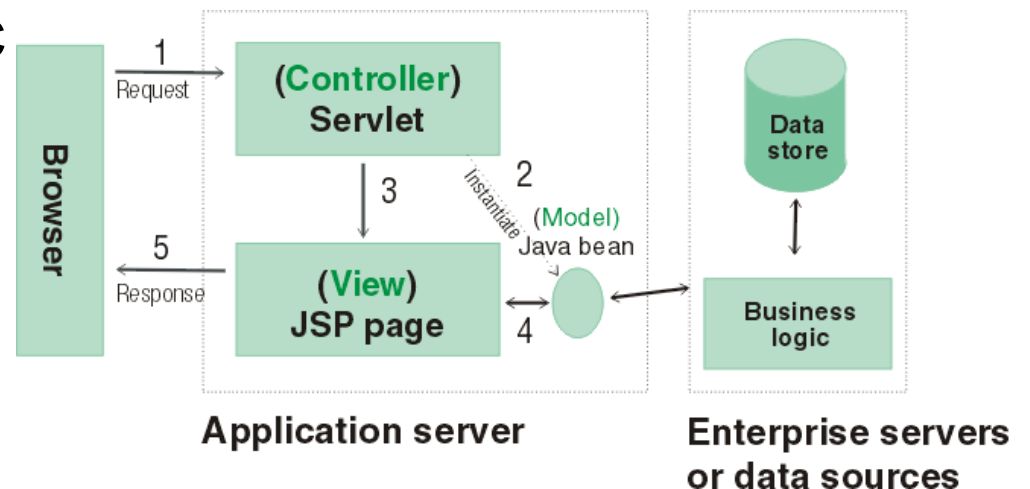 C
Browser
1
Request
(Controller)
Servlet
2
Instantiate
3
(Model)
Java bean
(View)
JSP page
4
5
Response
Data
store
Business
logic
Application server
Enterprise servers
or data sources